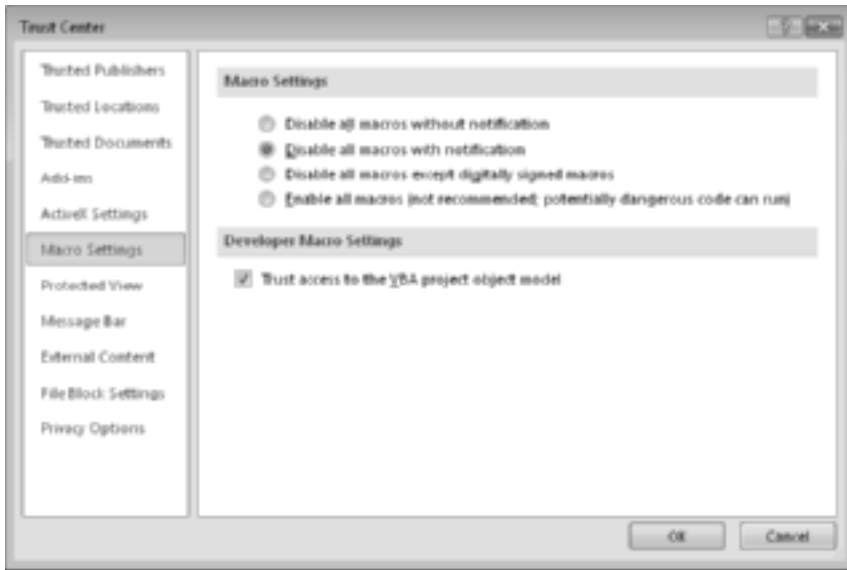 Trust Center
Trusted Publishers
Trusted Locations
Trusted Documents
Add-ins
ActiveX Settings
Macro Settings
Protected View
Message Bar
External Content
File Block Settings
Privacy Options
Macro Settings
Disable all macros without notification
Disable all macros with notification
Disable all macros except digitally signed macros
Enable all macros (not recommended; potentially dangerous code can run)
Developer Macro Settings
Trust access to the VBA project object model
OK
Cancel